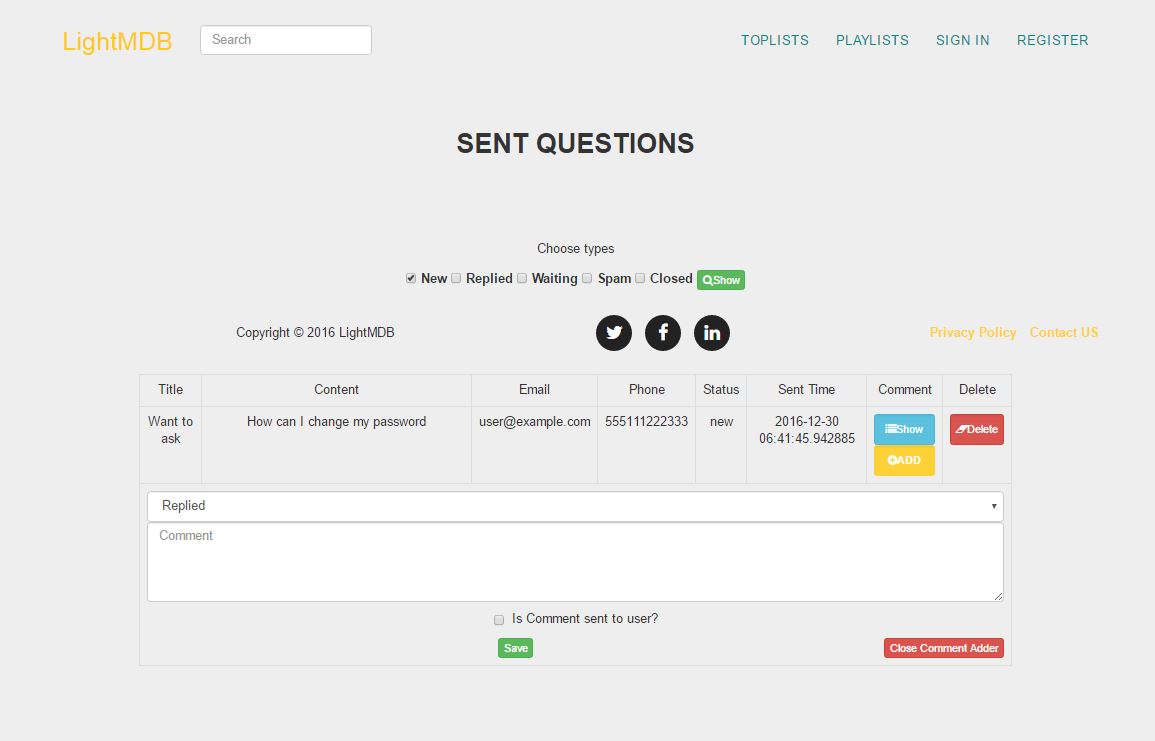 LightMDB Search TOPLISTS PLAYLISTS SIGN IN REGISTER
SENT QUESTIONS
Choose types
New Replied Waiting Spam Closed Show
Copyright © 2016 LightMDB Privacy Policy Contact US
Title Content Email Phone Status Sent Time Comment Delete
Want to How can I change my password user@example.com 555111222333 new 2016-12-30 Show Delete
ask 06:41:45.942885
ADD
Replied
Comment
Is Comment sent to user?
Save Close Comment Adder